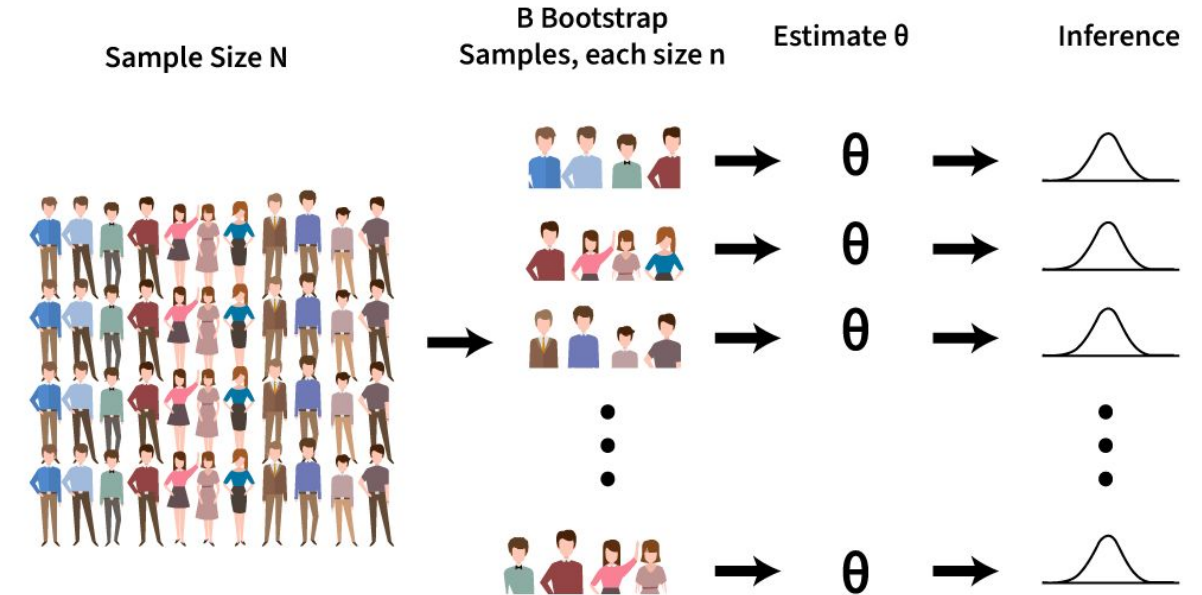 Sample Size N
B Bootstrap
Samples, each size n
Estimate θ
Inference
θ
θ
θ
θ